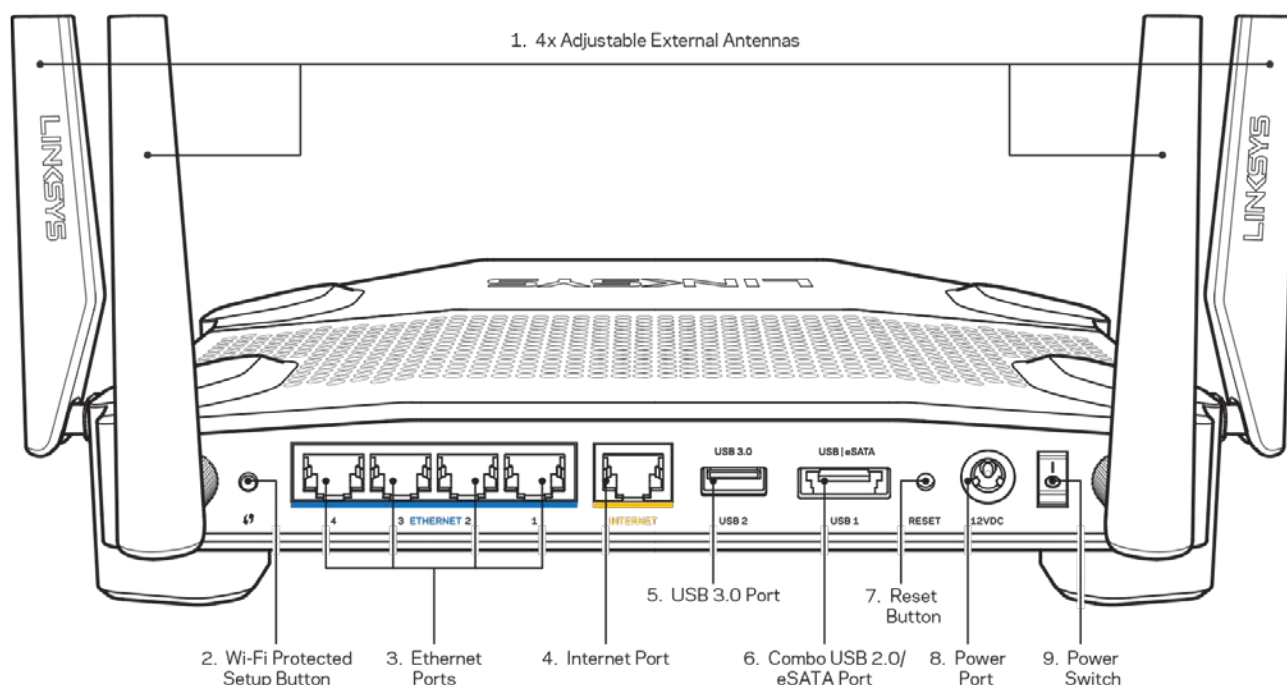 1. 4x Adjustable External Antennas
LINKSYS
LINKSYS
LINKSYS
USB 3.0
USB|eSATA
4
3
ETHERNET
2
1
INTERNET
USB 2
USB 1
RESET
12VDC
5. USB 3.0 Port
7. Reset
Button
2. Wi-Fi Protected
Setup Button
3. Ethernet
Ports
4. Internet Port
6. Combo USB 2.0/
eSATA Port
8. Power
Port
9. Power
Switch